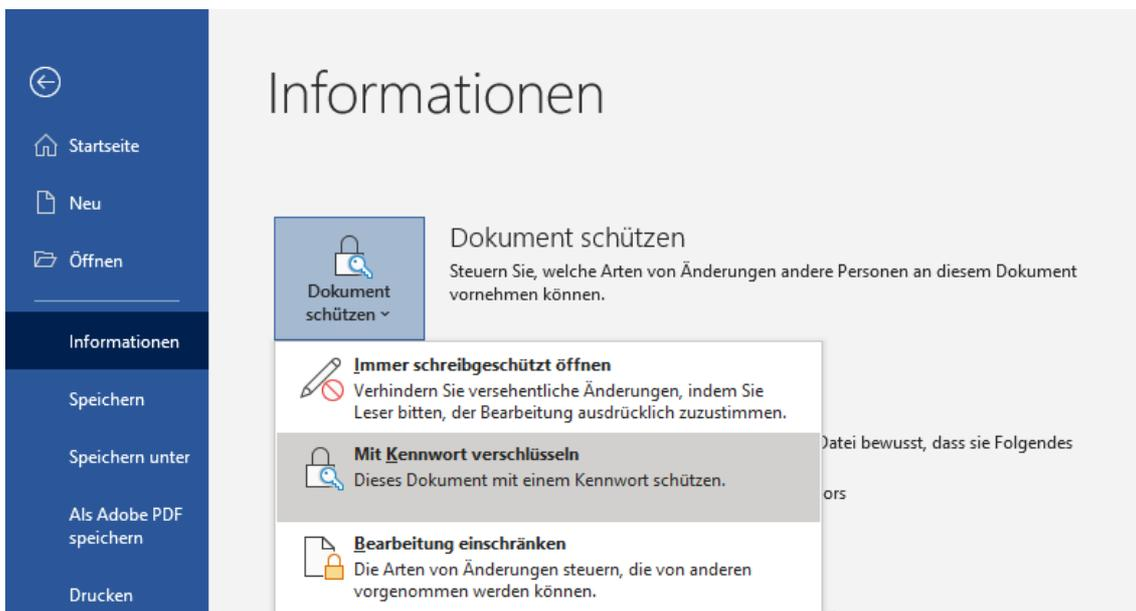 Informationen
Startseite
Neu
Öffnen
Informationen
Speichern
Speichern unter
Als Adobe PDF
speichern
Drucken
Dokument
schützen
Dokument schützen
Steuern Sie, welche Arten von Änderungen andere Personen an diesem Dokument
vornehmen können.
Immer schreibgeschützt öffnen
Verhindern Sie versehentliche Änderungen, indem Sie
Leser bitten, der Bearbeitung ausdrücklich zuzustimmen.
Mit Kennwort verschlüsseln
Dieses Dokument mit einem Kennwort schützen.
Bearbeitung einschränken
Die Arten von Änderungen steuern, die von anderen
vorgenommen werden können.
Datei bewusst, dass sie Folgendes
ors